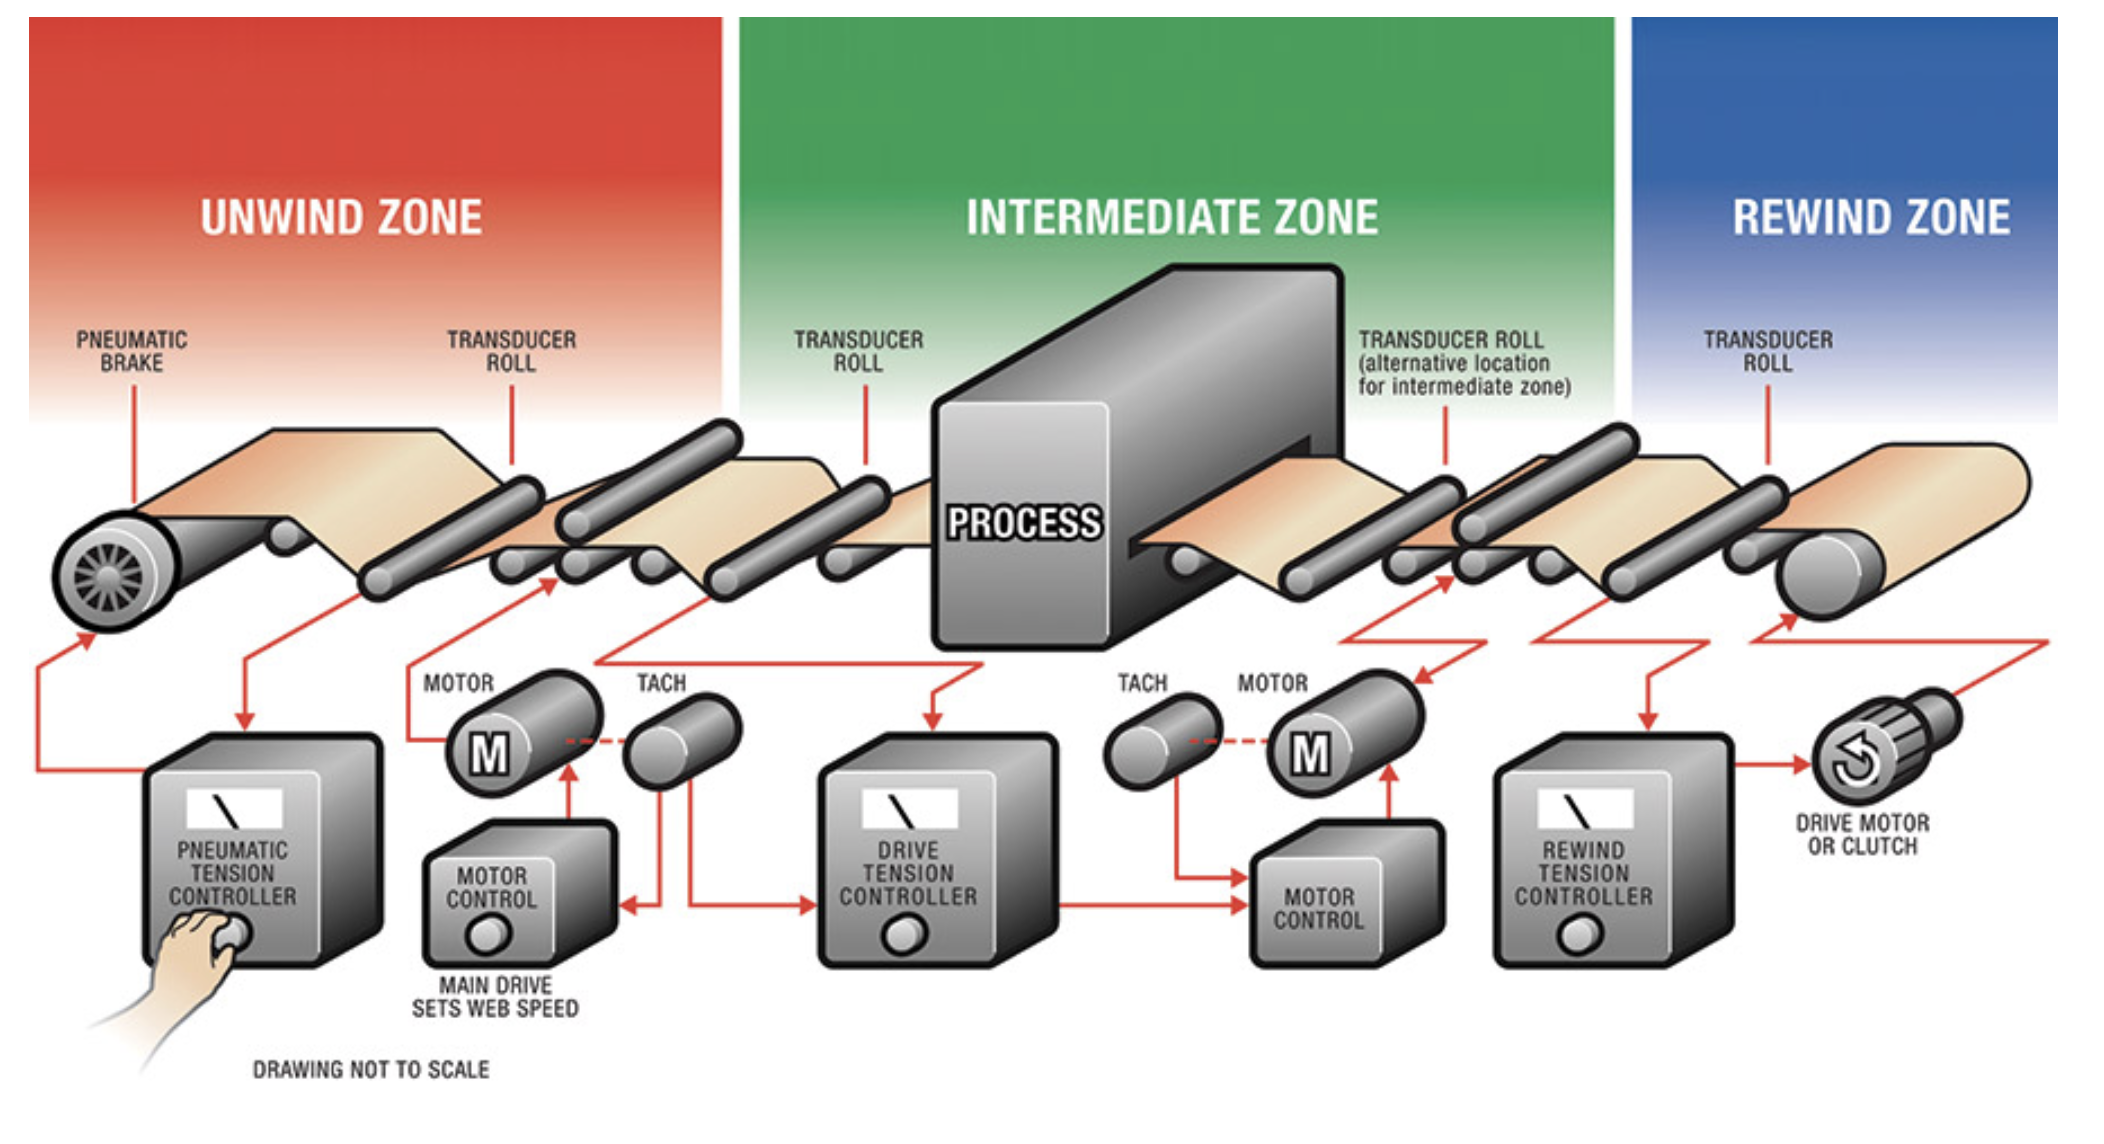 UNWIND ZONE
INTERMEDIATE ZONE
REWIND ZONE
PNEUMATIC
BRAKE
TRANSDUCER
ROLL
TRANSDUCER
ROLL
TRANSDUCER ROLL
(alternative location
for intermediate zone)
TRANSDUCER
ROLL
PROCESS
MOTOR
TACH
TACH
MOTOR
M
M
PNEUMATIC
TENSION
CONTROLLER
MOTOR
CONTROL
MAIN DRIVE
SETS WEB SPEED
DRIVE
TENSION
CONTROLLER
MOTOR
CONTROL
REWIND
TENSION
CONTROLLER
DRIVE MOTOR
OR CLUTCH
DRAWING NOT TO SCALE